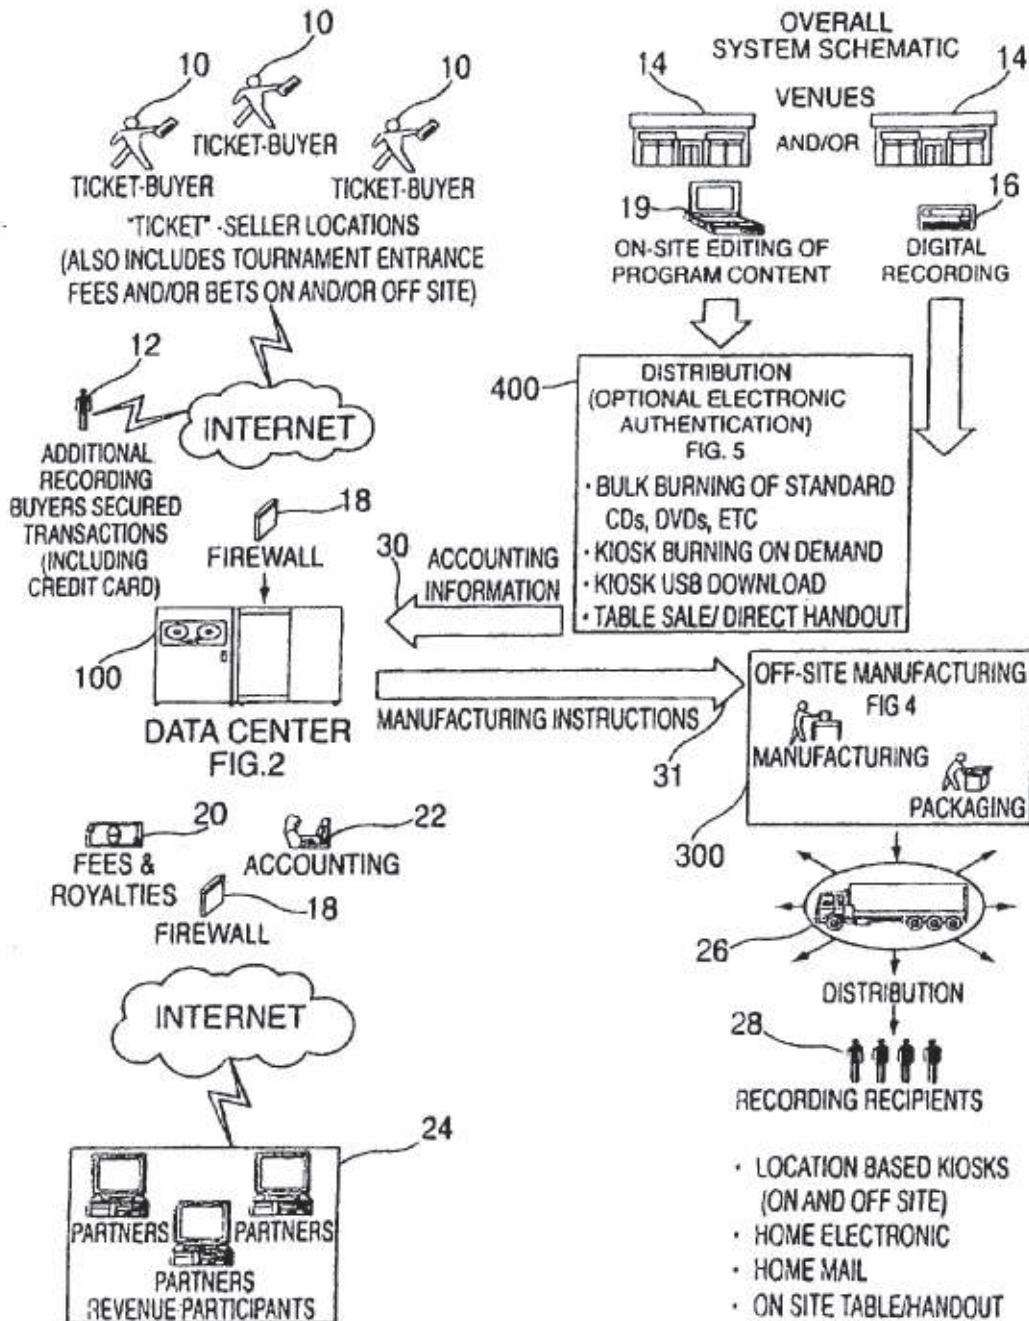 OVERALL
SYSTEM SCHEMATIC
10
10
10
TICKET-BUYER
TICKET-BUYER
TICKET-BUYER
"TICKET" -SELLER LOCATIONS
(ALSO INCLUDES TOURNAMENT ENTRANCE
FEES AND/OR BETS ON AND/OR OFF SITE)
14
14
VENUES
AND/OR
19
16
ON-SITE EDITING OF
PROGRAM CONTENT
DIGITAL
RECORDING
12
INTERNET
ADDITIONAL
RECORDING
BUYERS SECURED
TRANSACTIONS
(INCLUDING
CREDIT CARD)
18
FIREWALL
400
DISTRIBUTION
(OPTIONAL ELECTRONIC
AUTHENTICATION)
FIG. 5
· BULK BURNING OF STANDARD
CDs, DVDs, ETC
· KIOSK BURNING ON DEMAND
· KIOSK USB DOWNLOAD
· TABLE SALE/ DIRECT HANDOUT
30
ACCOUNTING
INFORMATION
100
DATA CENTER
FIG.2
MANUFACTURING INSTRUCTIONS
31
OFF-SITE MANUFACTURING
FIG 4
MANUFACTURING
PACKAGING
300
20
FEES &
ROYALTIES
22
ACCOUNTING
18
FIREWALL
INTERNET
26
DISTRIBUTION
28
RECORDING RECIPIENTS
24
PARTNERS
PARTNERS
PARTNERS
REVENUE PARTICIPANTS
· LOCATION BASED KIOSKS
(ON AND OFF SITE)
· HOME ELECTRONIC
· HOME MAIL
· ON SITE TABLE/HANDOUT